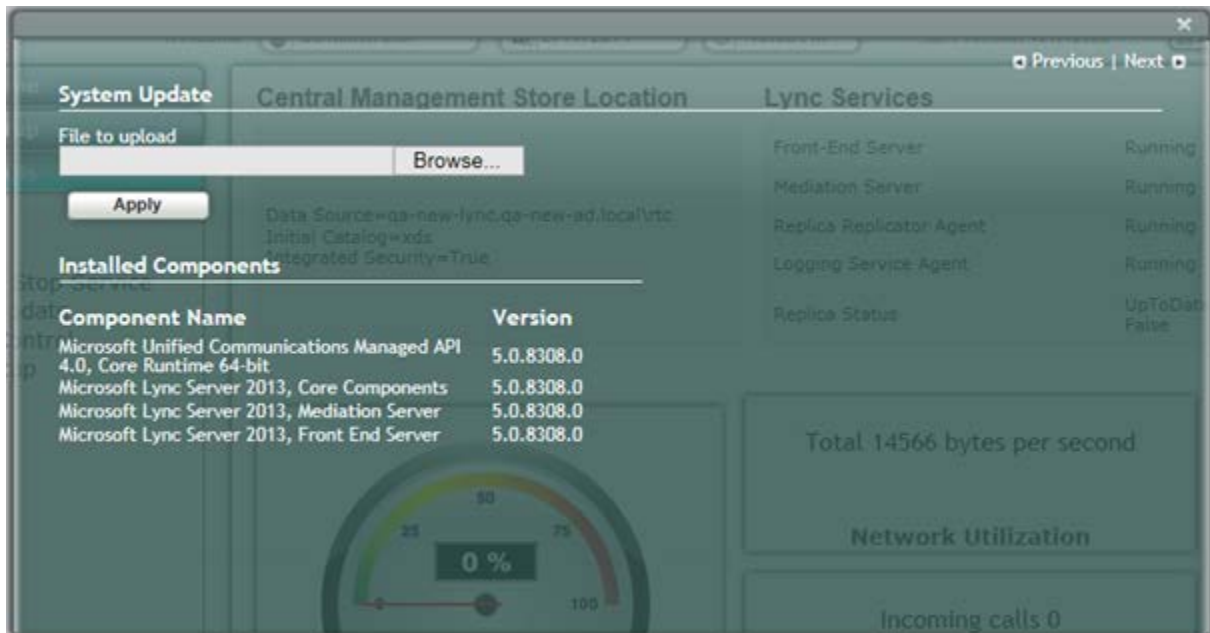 Previous | Next
System Update
Central Management Store Location
Lync Services
File to upload
Browse...
Apply
Front-End Server Running
Mediation Server Running
Replica Replicator Agent Running
Logging Service Agent Running
Replica Status
False
Data Source=qa-new-lync.qa-new-ad.local\rtc
Initial Catalog=xds
Integrated Security=True
Installed Components
Stop Service
Component Name Version
Microsoft Unified Communications Managed API
4.0, Core Runtime 64-bit 5.0.8308.0
Microsoft Lync Server 2013, Core Components 5.0.8308.0
Microsoft Lync Server 2013, Mediation Server 5.0.8308.0
Microsoft Lync Server 2013, Front End Server 5.0.8308.0
Total 14566 bytes per second
Network Utilization
0 25 50 75 100
0 %
Incoming calls 0